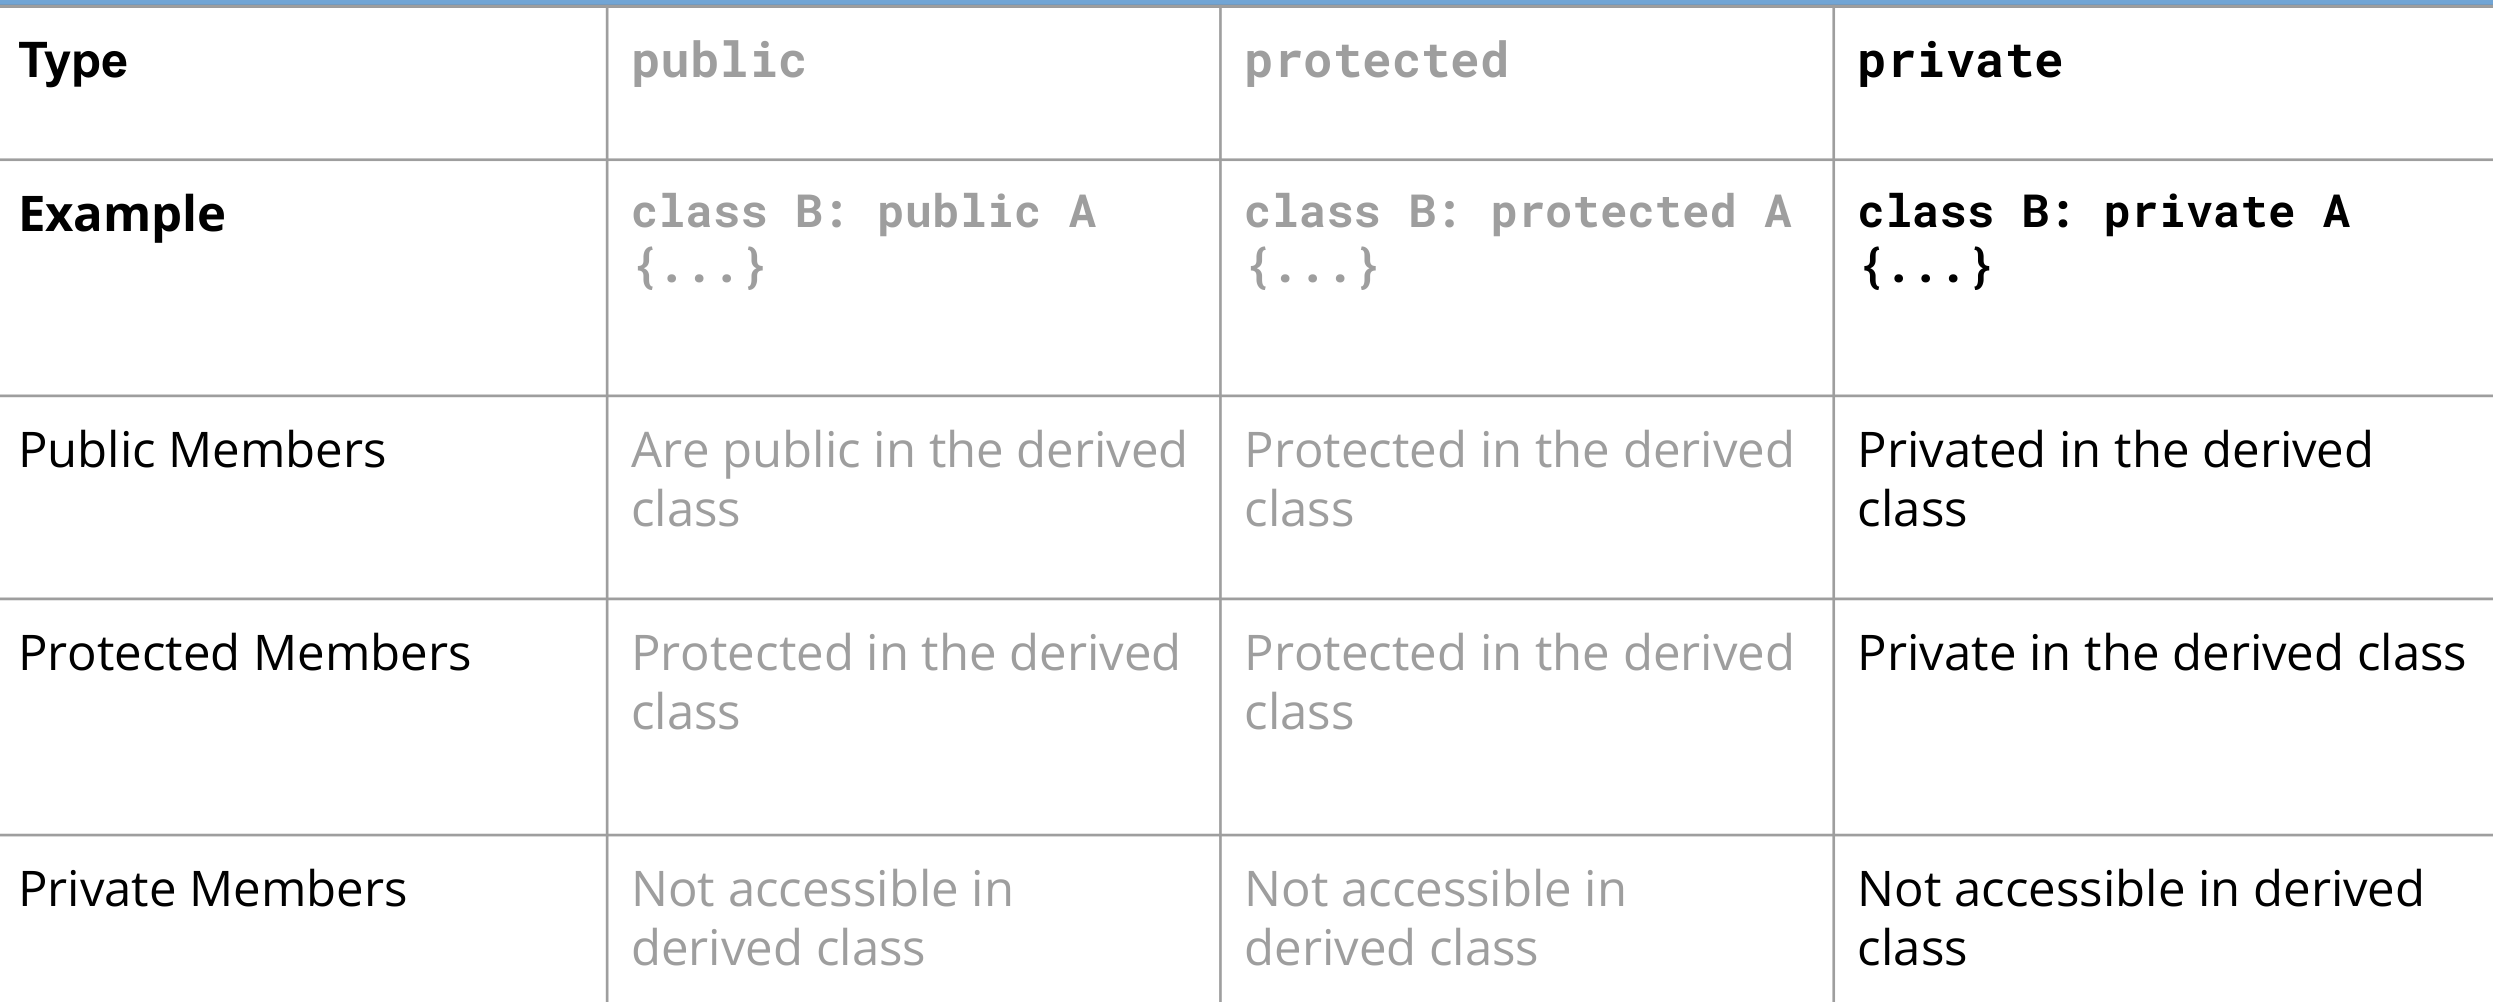 Type
public
protected
private
Example
class B: public A
{...}
class B: protected A
{...}
class B: private A
{...}
Public Members
Are public in the derived
class
Protected in the derived
class
Privated in the derived
class
Protected Members
Protected in the derived
class
Protected in the derived
class
Private in the derived class
Private Members
Not accessible in
derived class
Not accessible in
derived class
Not accessible in derived
class